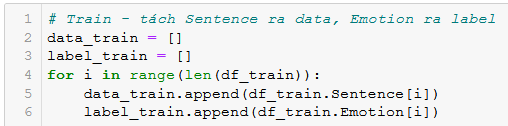 1 # Train - tách Sentence ra data, Emotion ra label
2 data_train = []
3 label_train = []
4 for i in range(len(df_train)):
5     data_train.append(df_train.Sentence[i])
6     label_train.append(df_train.Emotion[i])